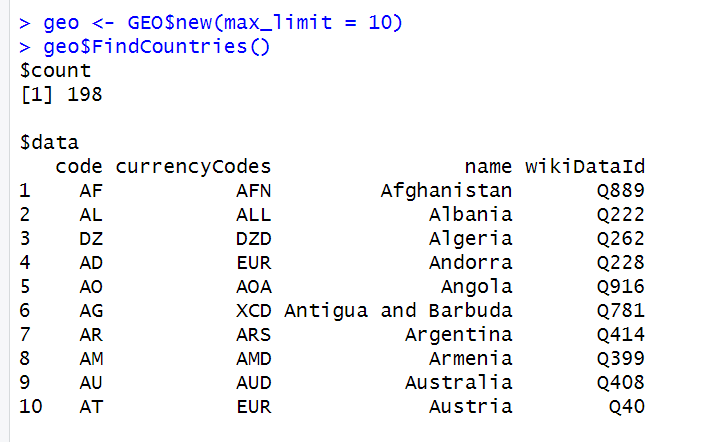 > geo <- GEO$new(max_limit = 10)
> geo$FindCountries()
$count
[1] 198
$data
code currencyCodes name wikiDataId
1 AF AFN Afghanistan Q889
2 AL ALL Albania Q222
3 DZ DZD Algeria Q262
4 AD EUR Andorra Q228
5 AO AOA Angola Q916
6 AG XCD Antigua and Barbuda Q781
7 AR ARS Argentina Q414
8 AM AMD Armenia Q399
9 AU AUD Australia Q408
10 AT EUR Austria Q40